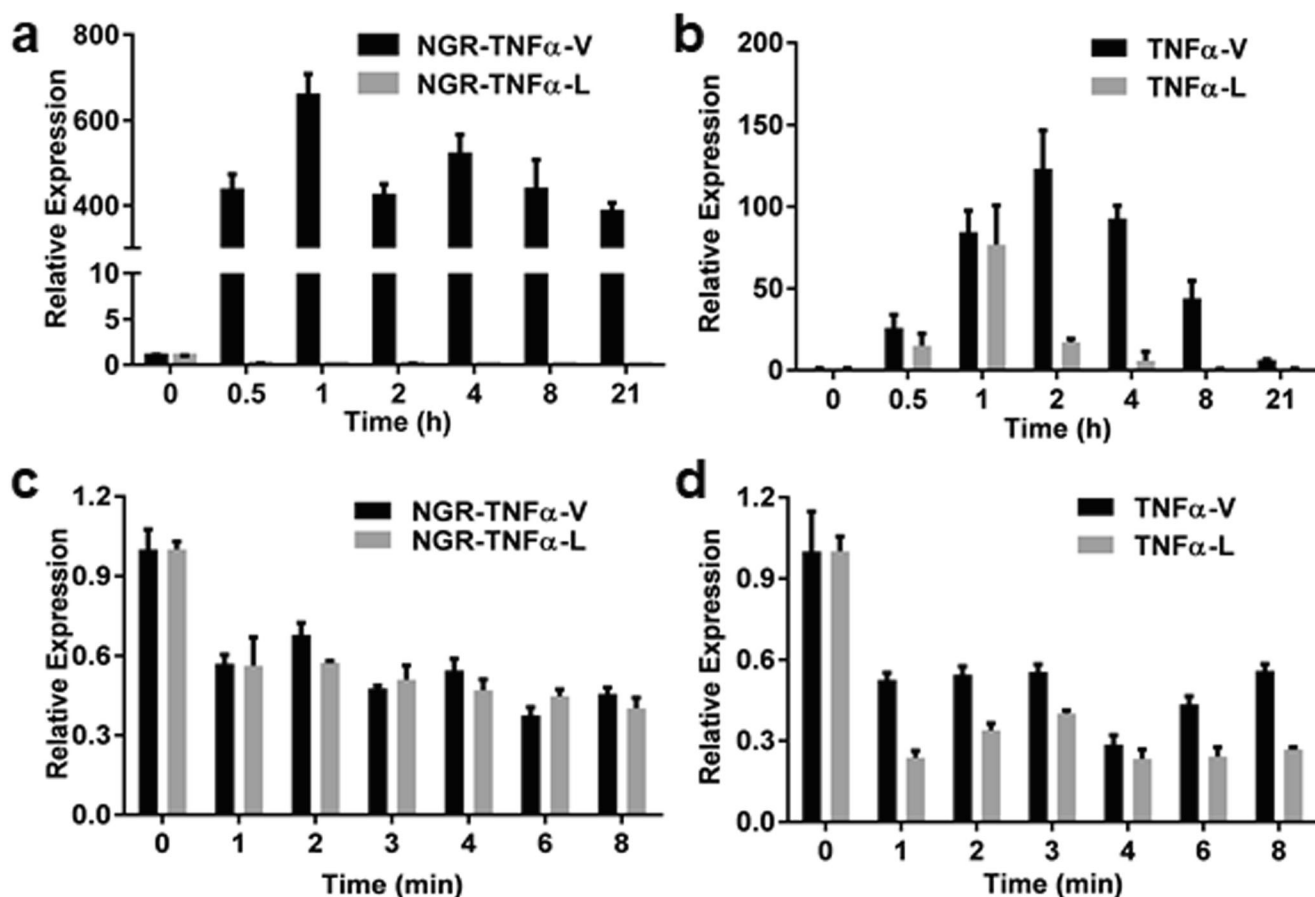 a
NGR-TNFα-V
NGR-TNFα-L
Relative Expression
800
600
400
10
5
0
0 0.5 1 2 4 8 21
Time (h)
b
TNFα-V
TNFα-L
Relative Expression
200
150
100
50
0
0 0.5 1 2 4 8 21
Time (h)
c
NGR-TNFα-V
NGR-TNFα-L
Relative Expression
1.2
0.9
0.6
0.3
0.0
0 1 2 3 4 6 8
Time (min)
d
TNFα-V
TNFα-L
Relative Expression
1.2
0.9
0.6
0.3
0.0
0 1 2 3 4 6 8
Time (min)